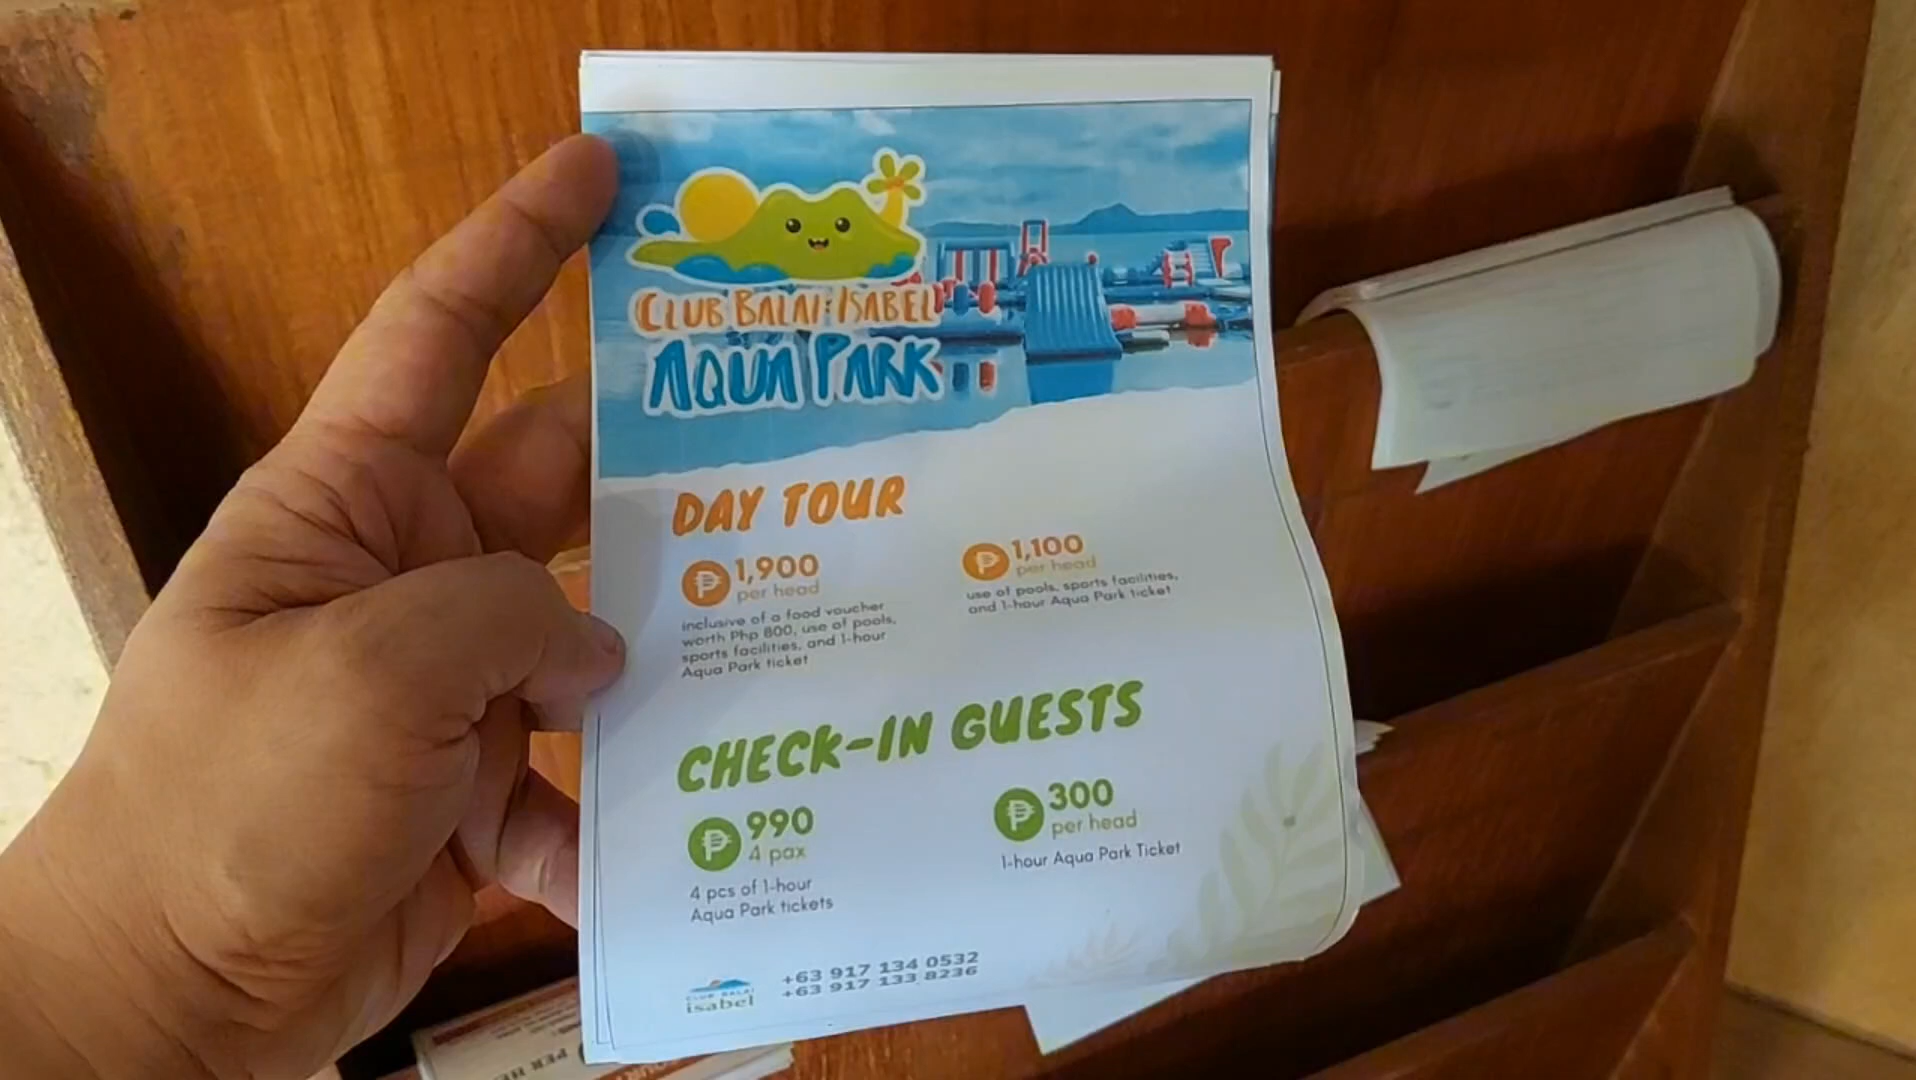 CLUB BALAI ISABEL
AQUA PARK
DAY TOUR
₱ 1,900
per head
inclusive of a food voucher
worth Php 800, use of pools,
sports facilities, and 1-hour
Aqua Park ticket
₱ 1,100
per head
use of pools, sports facilities,
and 1-hour Aqua Park ticket
CHECK-IN GUESTS
₱ 990
4 pax
4 pcs of 1-hour
Aqua Park tickets
₱ 300
per head
1-hour Aqua Park Ticket
CLUB BALAI
isabel
+63 917 134 0532
+63 917 133 8236